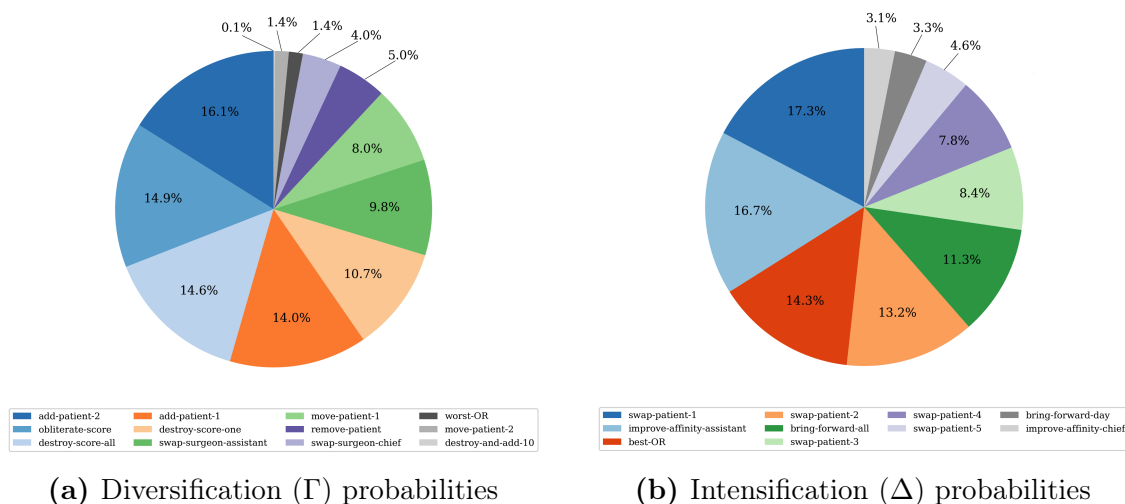 0.1%
1.4%
1.4%
4.0%
5.0%
16.1%
8.0%
14.9%
9.8%
10.7%
14.6%
14.0%
add-patient-2 add-patient-1 move-patient-1 worst-OR
obliterate-score destroy-score-one remove-patient move-patient-2
destroy-score-all swap-surgeon-assistant swap-surgeon-chief destroy-and-add-10
(a) Diversification (Γ) probabilities
3.1%
3.3%
4.6%
17.3%
7.8%
8.4%
16.7%
11.3%
14.3%
13.2%
swap-patient-1 swap-patient-2 swap-patient-4 bring-forward-day
improve-affinity-assistant bring-forward-all swap-patient-5 improve-affinity-chief
best-OR swap-patient-3
(b) Intensification (Δ) probabilities